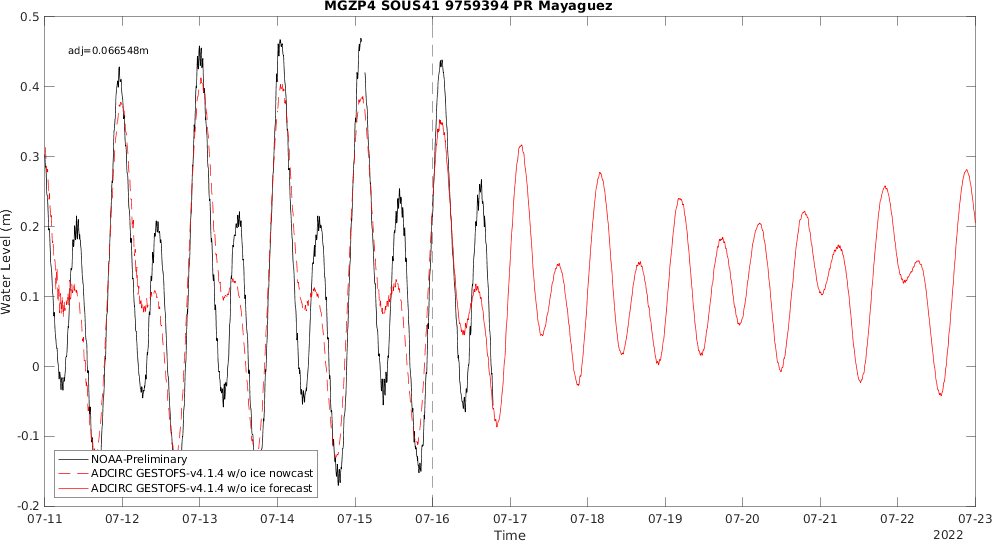 MGZP4 SOUS41 9759394 PR Mayaguez
adj=0.066548m
Water Level (m)
0.5
0.4
0.3
0.2
0.1
0
-0.1
-0.2
NOAA-Preliminary
ADCIRC GESTOFS-v4.1.4 w/o ice nowcast
ADCIRC GESTOFS-v4.1.4 w/o ice forecast
07-11 07-12 07-13 07-14 07-15 07-16 07-17 07-18 07-19 07-20 07-21 07-22 07-23
Time
2022